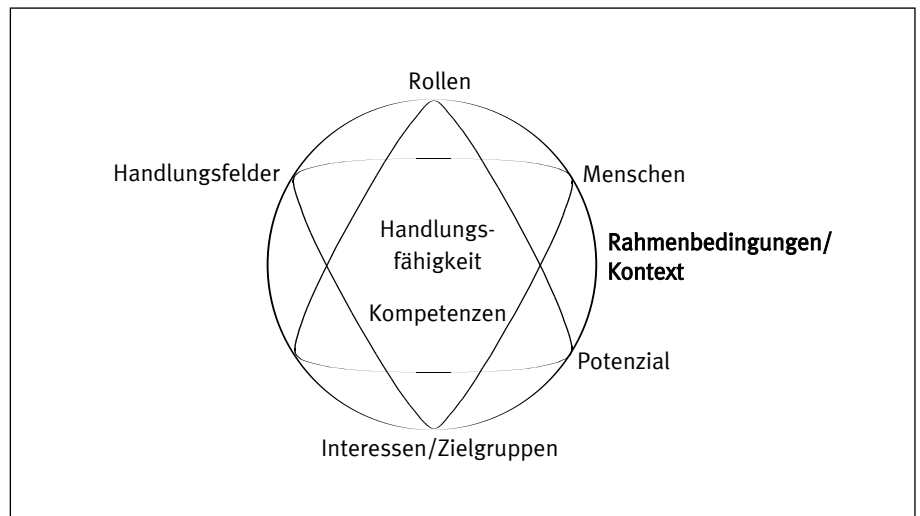 Rollen
Handlungsfelder
Menschen
Handlungs-
fähigkeit
Rahmenbedingungen/
Kontext
Kompetenzen
Potenzial
Interessen/Zielgruppen